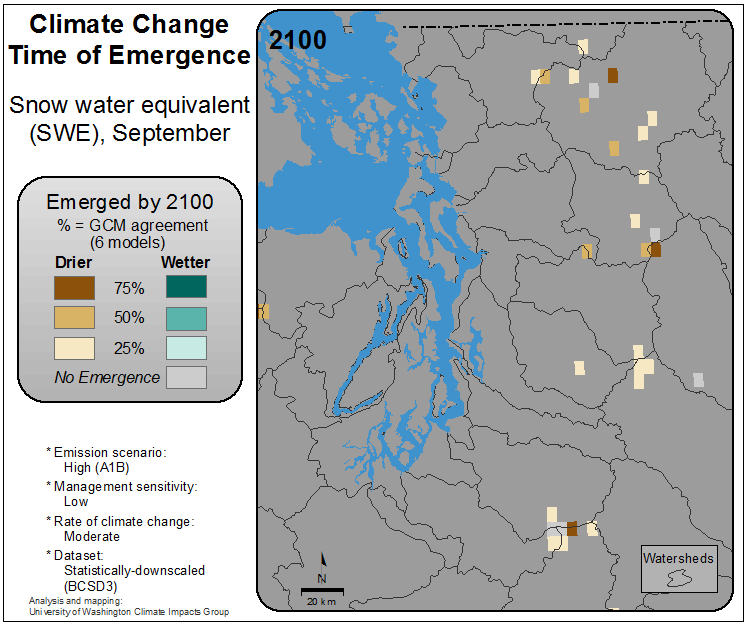 Climate Change
Time of Emergence
Snow water equivalent
(SWE), September
Emerged by 2100
% = GCM agreement
(6 models)
Drier Wetter
75%
50%
25%
No Emergence
* Emission scenario:
High (A1B)
* Management sensitivity:
Low
* Rate of climate change:
Moderate
* Dataset:
Statistically-downscaled
(BCSD3)
Analysis and mapping:
University of Washington Climate Impacts Group
2100
N
20 km
Watersheds